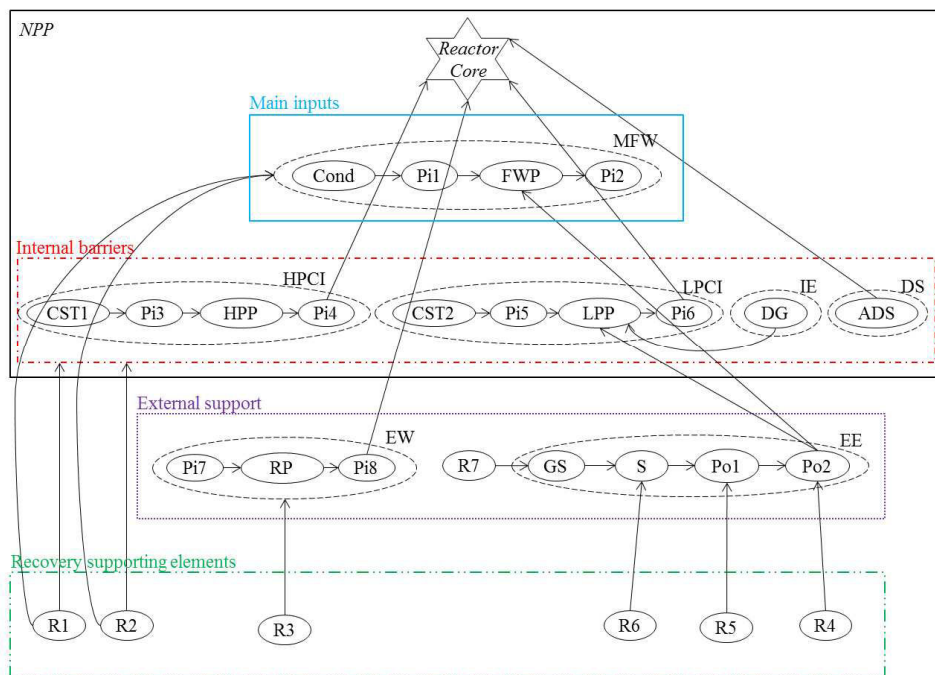 NPP
Reactor
Core
Main inputs
MFW
Cond Pi1 FWP Pi2
Internal barriers
HPCI LPCI IE DS
CST1 Pi3 HPP Pi4 CST2 Pi5 LPP Pi6 DG ADS
External support
EW EE
Pi7 RP Pi8 R7 GS S Po1 Po2
Recovery supporting elements
R1 R2 R3 R6 R5 R4